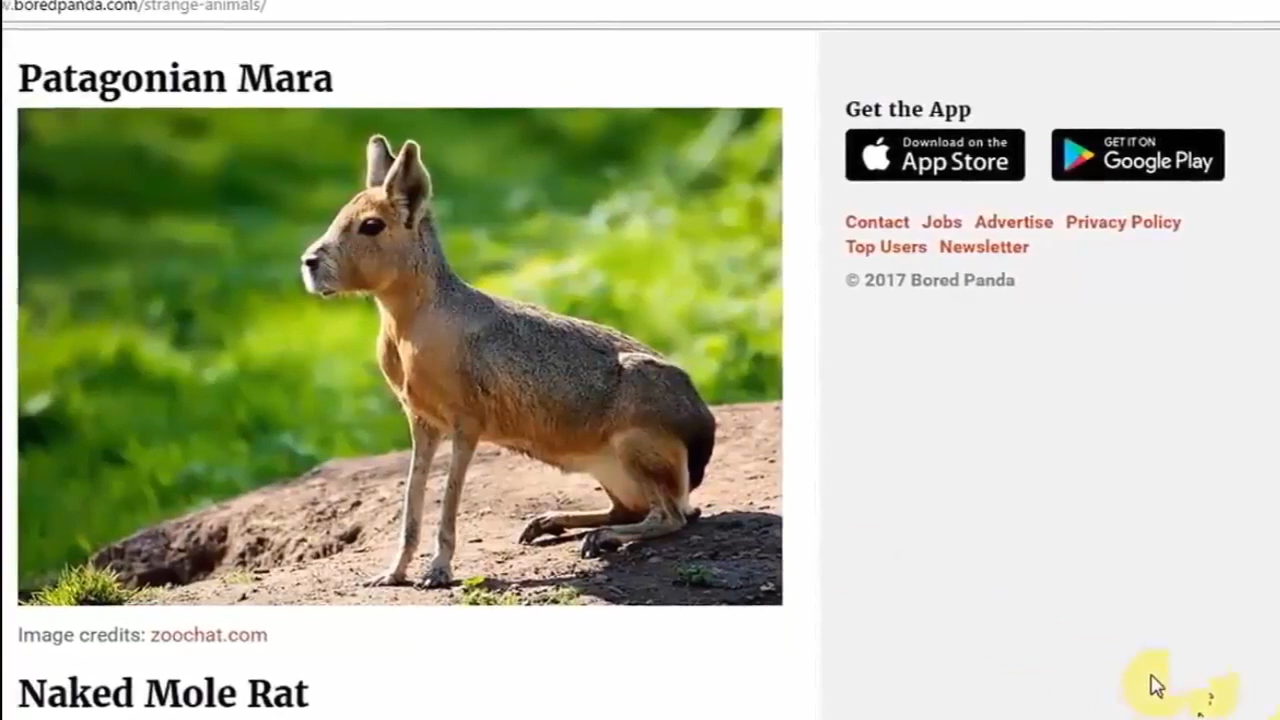 .boredpanda.com/strange-animals/
Patagonian Mara
Get the App
Download on the
App Store
GET IT ON
Google Play
Contact Jobs Advertise Privacy Policy
Top Users Newsletter
© 2017 Bored Panda
Image credits: zoochat.com
Naked Mole Rat